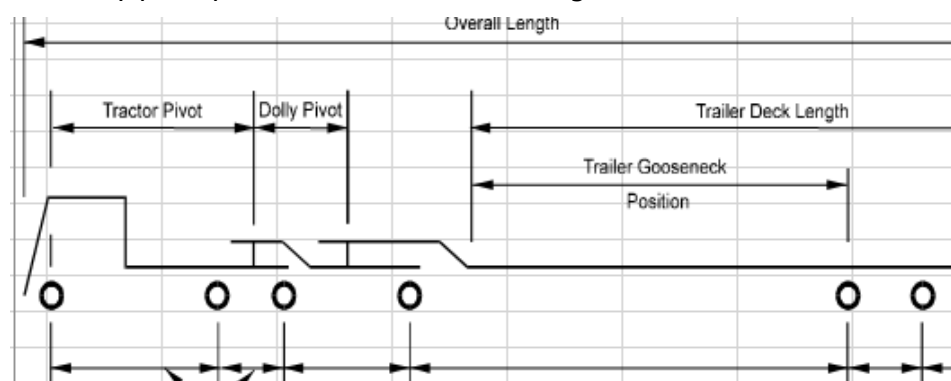 Overall Length
Tractor Pivot
Dolly Pivot
Trailer Deck Length
Trailer Gooseneck
Position